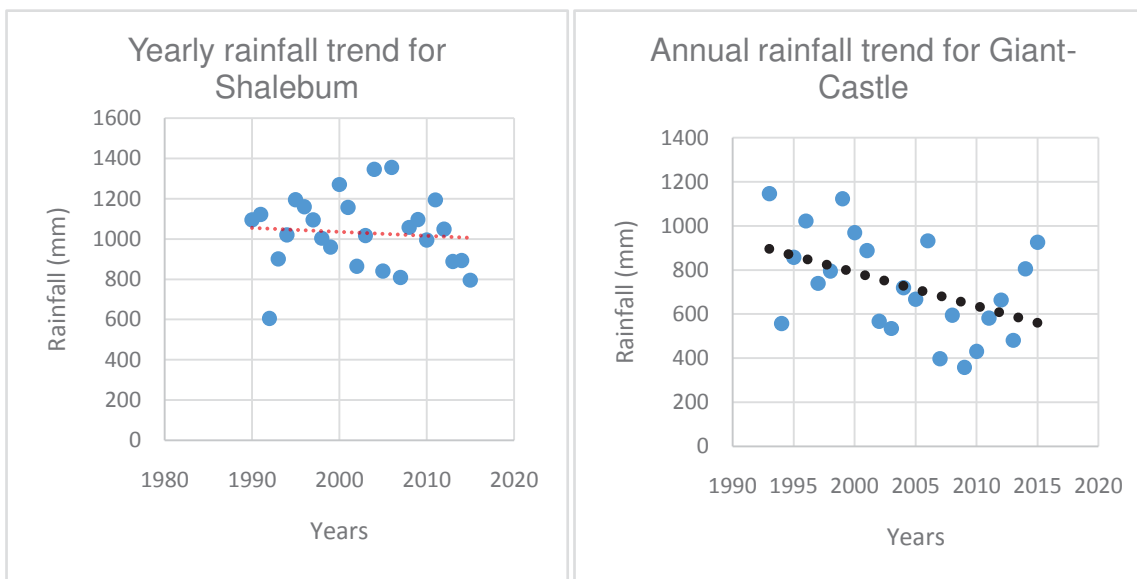 Yearly rainfall trend for
Shalebum
1600
1400
1200
1000
800
600
400
200
0
1980 1990 2000 2010 2020
Rainfall (mm)
Years
Annual rainfall trend for Giant-
Castle
1400
1200
1000
800
600
400
200
0
1990 1995 2000 2005 2010 2015 2020
Rainfall (mm)
Years